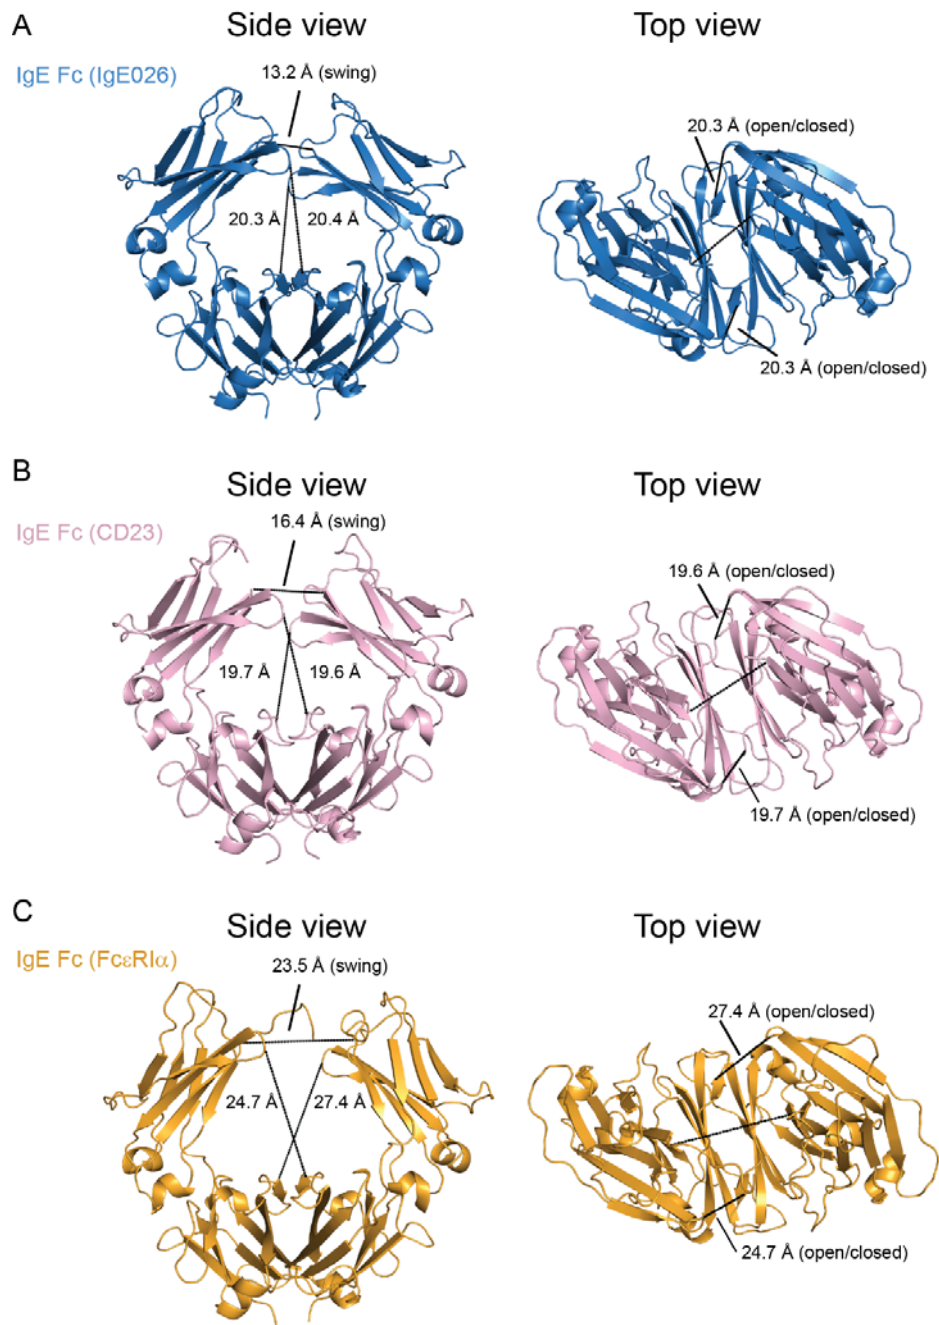 A
Side view
Top view
IgE Fc (IgE026)
13.2 Å (swing)
20.3 Å (open/closed)
20.3 Å
20.4 Å
20.3 Å (open/closed)
B
Side view
Top view
IgE Fc (CD23)
16.4 Å (swing)
19.6 Å (open/closed)
19.7 Å
19.6 Å
19.7 Å (open/closed)
C
Side view
Top view
IgE Fc (FcεRIα)
23.5 Å (swing)
27.4 Å (open/closed)
24.7 Å
27.4 Å
24.7 Å (open/closed)